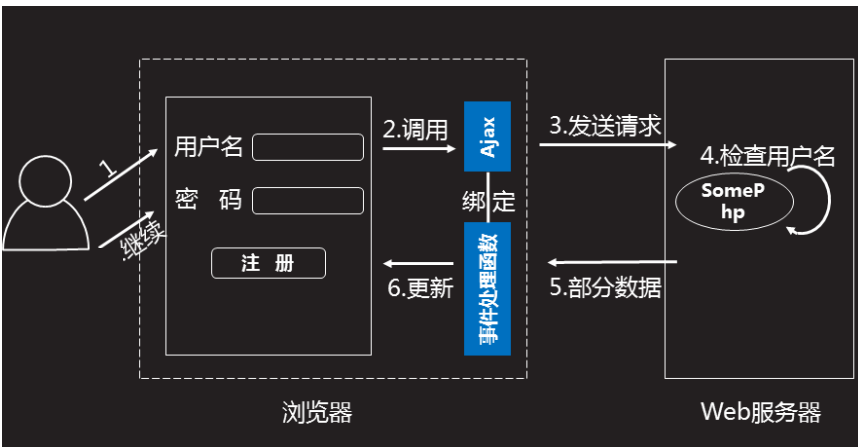 1
.继续
用户名
密 码
注 册
2.调用
Ajax
绑 定
事件处理函数
6.更新
3.发送请求
4.检查用户名
SomeP
hp
5.部分数据
浏览器
Web服务器